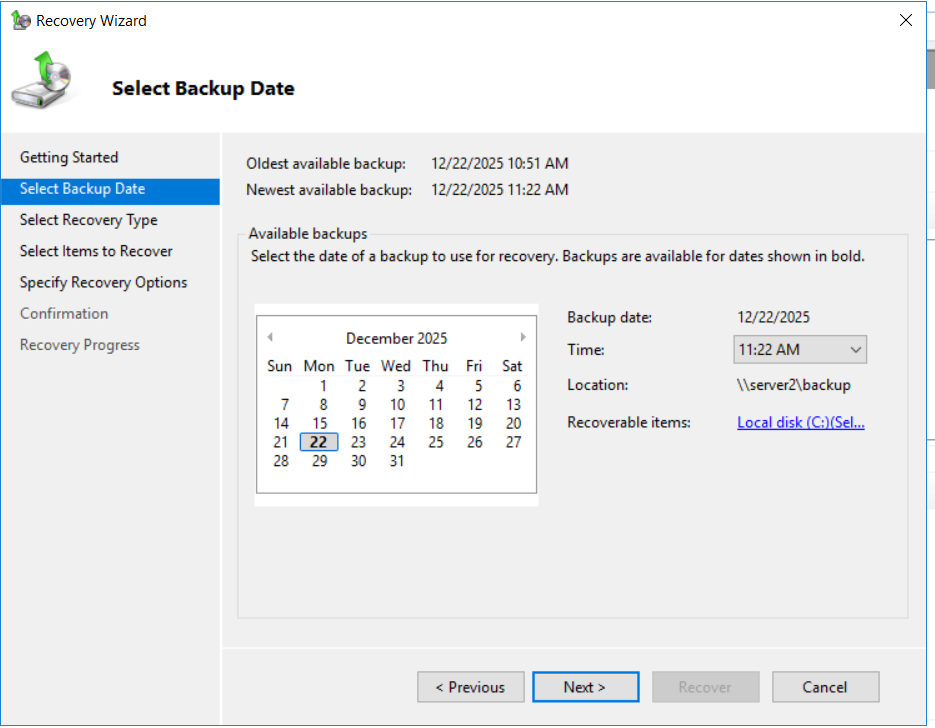 Recovery Wizard
Select Backup Date
Getting Started
Select Backup Date
Select Recovery Type
Select Items to Recover
Specify Recovery Options
Confirmation
Recovery Progress
Oldest available backup: 12/22/2025 10:51 AM
Newest available backup: 12/22/2025 11:22 AM
Available backups
Select the date of a backup to use for recovery. Backups are available for dates shown in bold.
December 2025
Sun Mon Tue Wed Thu Fri Sat
1 2 3 4 5 6
7 8 9 10 11 12 13
14 15 16 17 18 19 20
21 22 23 24 25 26 27
28 29 30 31
Backup date: 12/22/2025
Time: 11:22 AM
Location: \\server2\backup
Recoverable items: Local disk (C:)(Sel...
< Previous Next > Recover Cancel